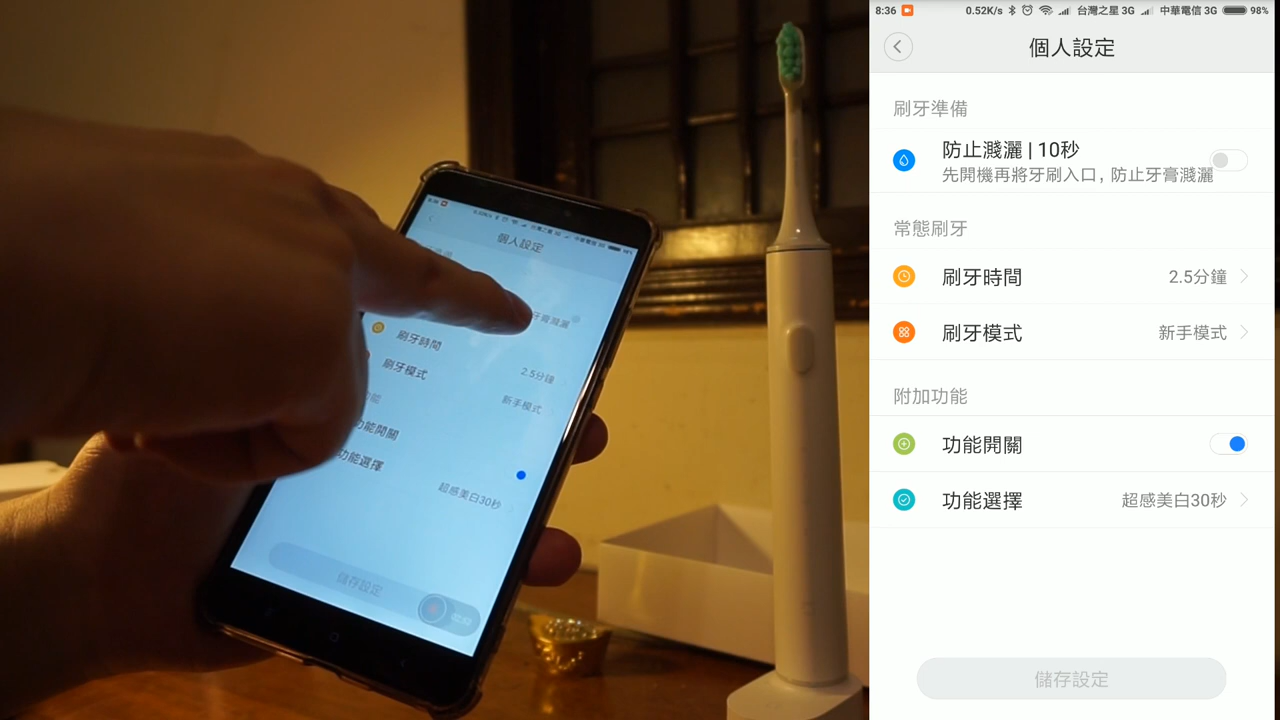 8:36 個人設定
牙膏濺灑
刷牙時間
2.5分鐘
刷牙模式
新手模式
功能開關
功能選擇
超感美白30秒
儲存設定
8:36 0.52K/s 台灣之星 3G 中華電信 3G 98%
個人設定
刷牙準備
防止濺灑 | 10秒
先開機再將牙刷入口, 防止牙膏濺灑
常態刷牙
刷牙時間 2.5分鐘
刷牙模式 新手模式
附加功能
功能開關
功能選擇 超感美白30秒
儲存設定